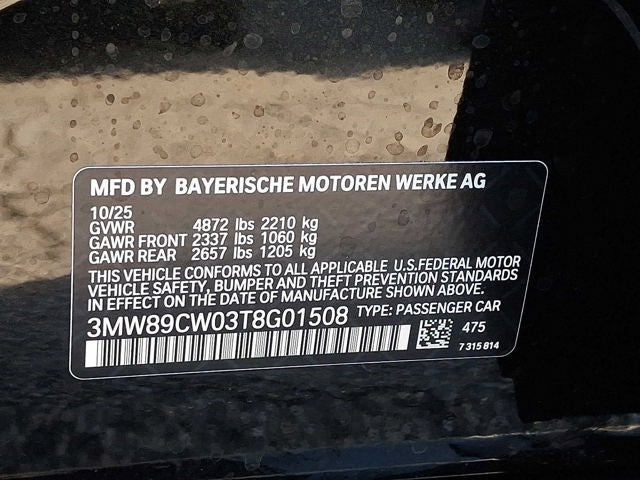 MFD BY BAYERISCHE MOTOREN WERKE AG
10/25
GVWR 4872 lbs 2210 kg
GAWR FRONT 2337 lbs 1060 kg
GAWR REAR 2657 lbs 1205 kg
THIS VEHICLE CONFORMS TO ALL APPLICABLE U.S.FEDERAL MOTOR
VEHICLE SAFETY, BUMPER AND THEFT PREVENTION STANDARDS
IN EFFECT ON THE DATE OF MANUFACTURE SHOWN ABOVE.
3MW89CW03T8G01508 TYPE: PASSENGER CAR
475
7 315 814